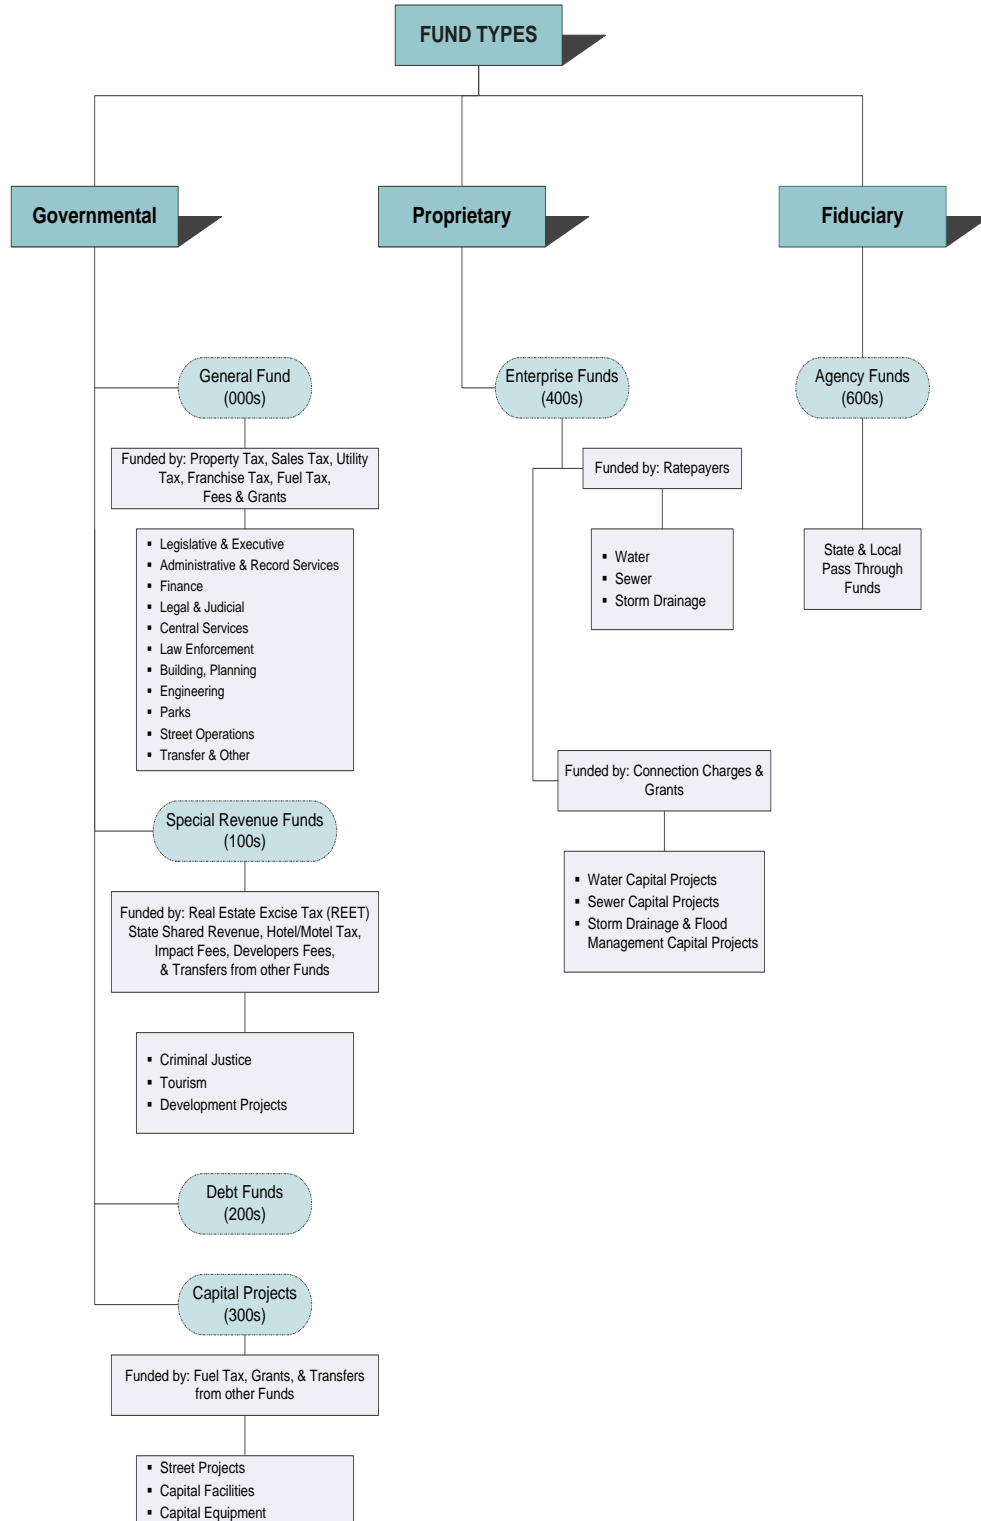 FUND TYPES
Governmental
Proprietary
Fiduciary
General Fund
(000s)
Funded by: Property Tax, Sales Tax, Utility
Tax, Franchise Tax, Fuel Tax,
Fees & Grants
▪ Legislative & Executive
▪ Administrative & Record Services
▪ Finance
▪ Legal & Judicial
▪ Central Services
▪ Law Enforcement
▪ Building, Planning
▪ Engineering
▪ Parks
▪ Street Operations
▪ Transfer & Other
Special Revenue Funds
(100s)
Funded by: Real Estate Excise Tax (REET)
State Shared Revenue, Hotel/Motel Tax,
Impact Fees, Developers Fees,
& Transfers from other Funds
▪ Criminal Justice
▪ Tourism
▪ Development Projects
Debt Funds
(200s)
Capital Projects
(300s)
Funded by: Fuel Tax, Grants, & Transfers
from other Funds
▪ Street Projects
▪ Capital Facilities
▪ Capital Equipment
Enterprise Funds
(400s)
Funded by: Ratepayers
▪ Water
▪ Sewer
▪ Storm Drainage
Funded by: Connection Charges &
Grants
▪ Water Capital Projects
▪ Sewer Capital Projects
▪ Storm Drainage & Flood
Management Capital Projects
Agency Funds
(600s)
State & Local
Pass Through
Funds